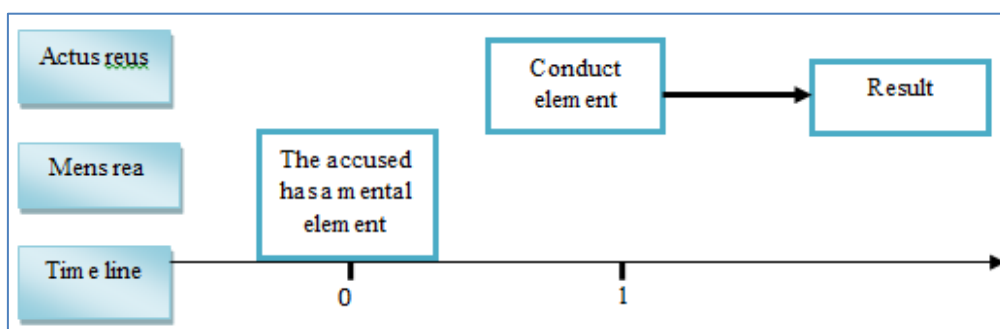 Actus reus
Conduct
element
Result
Mens rea
The accused
has a mental
element
Time line
0
1